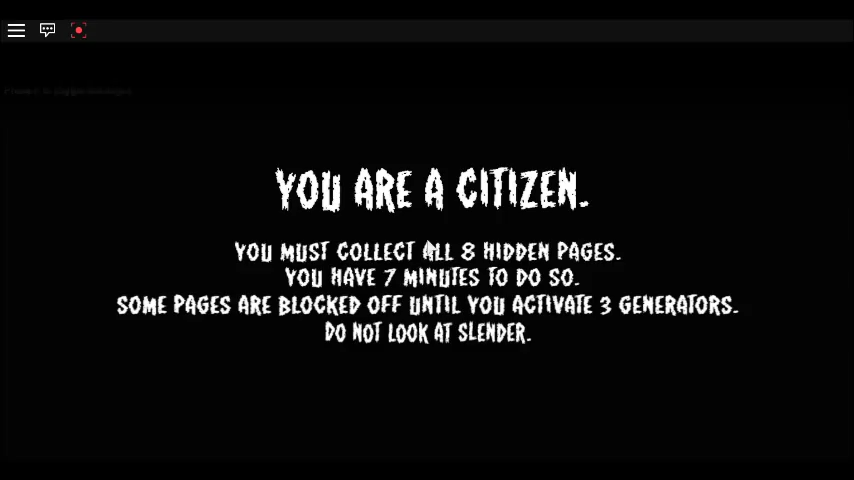 YOU ARE A CITIZEN.
YOU MUST COLLECT ALL 8 HIDDEN PAGES.
YOU HAVE 7 MINUTES TO DO SO.
SOME PAGES ARE BLOCKED OFF UNTIL YOU ACTIVATE 3 GENERATORS.
DO NOT LOOK AT SLENDER.